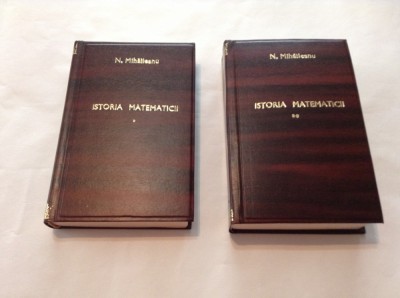 N. Mihăileanu
ISTORIA MATEMATICII
*
N. Mihăileanu
ISTORIA MATEMATICII
**